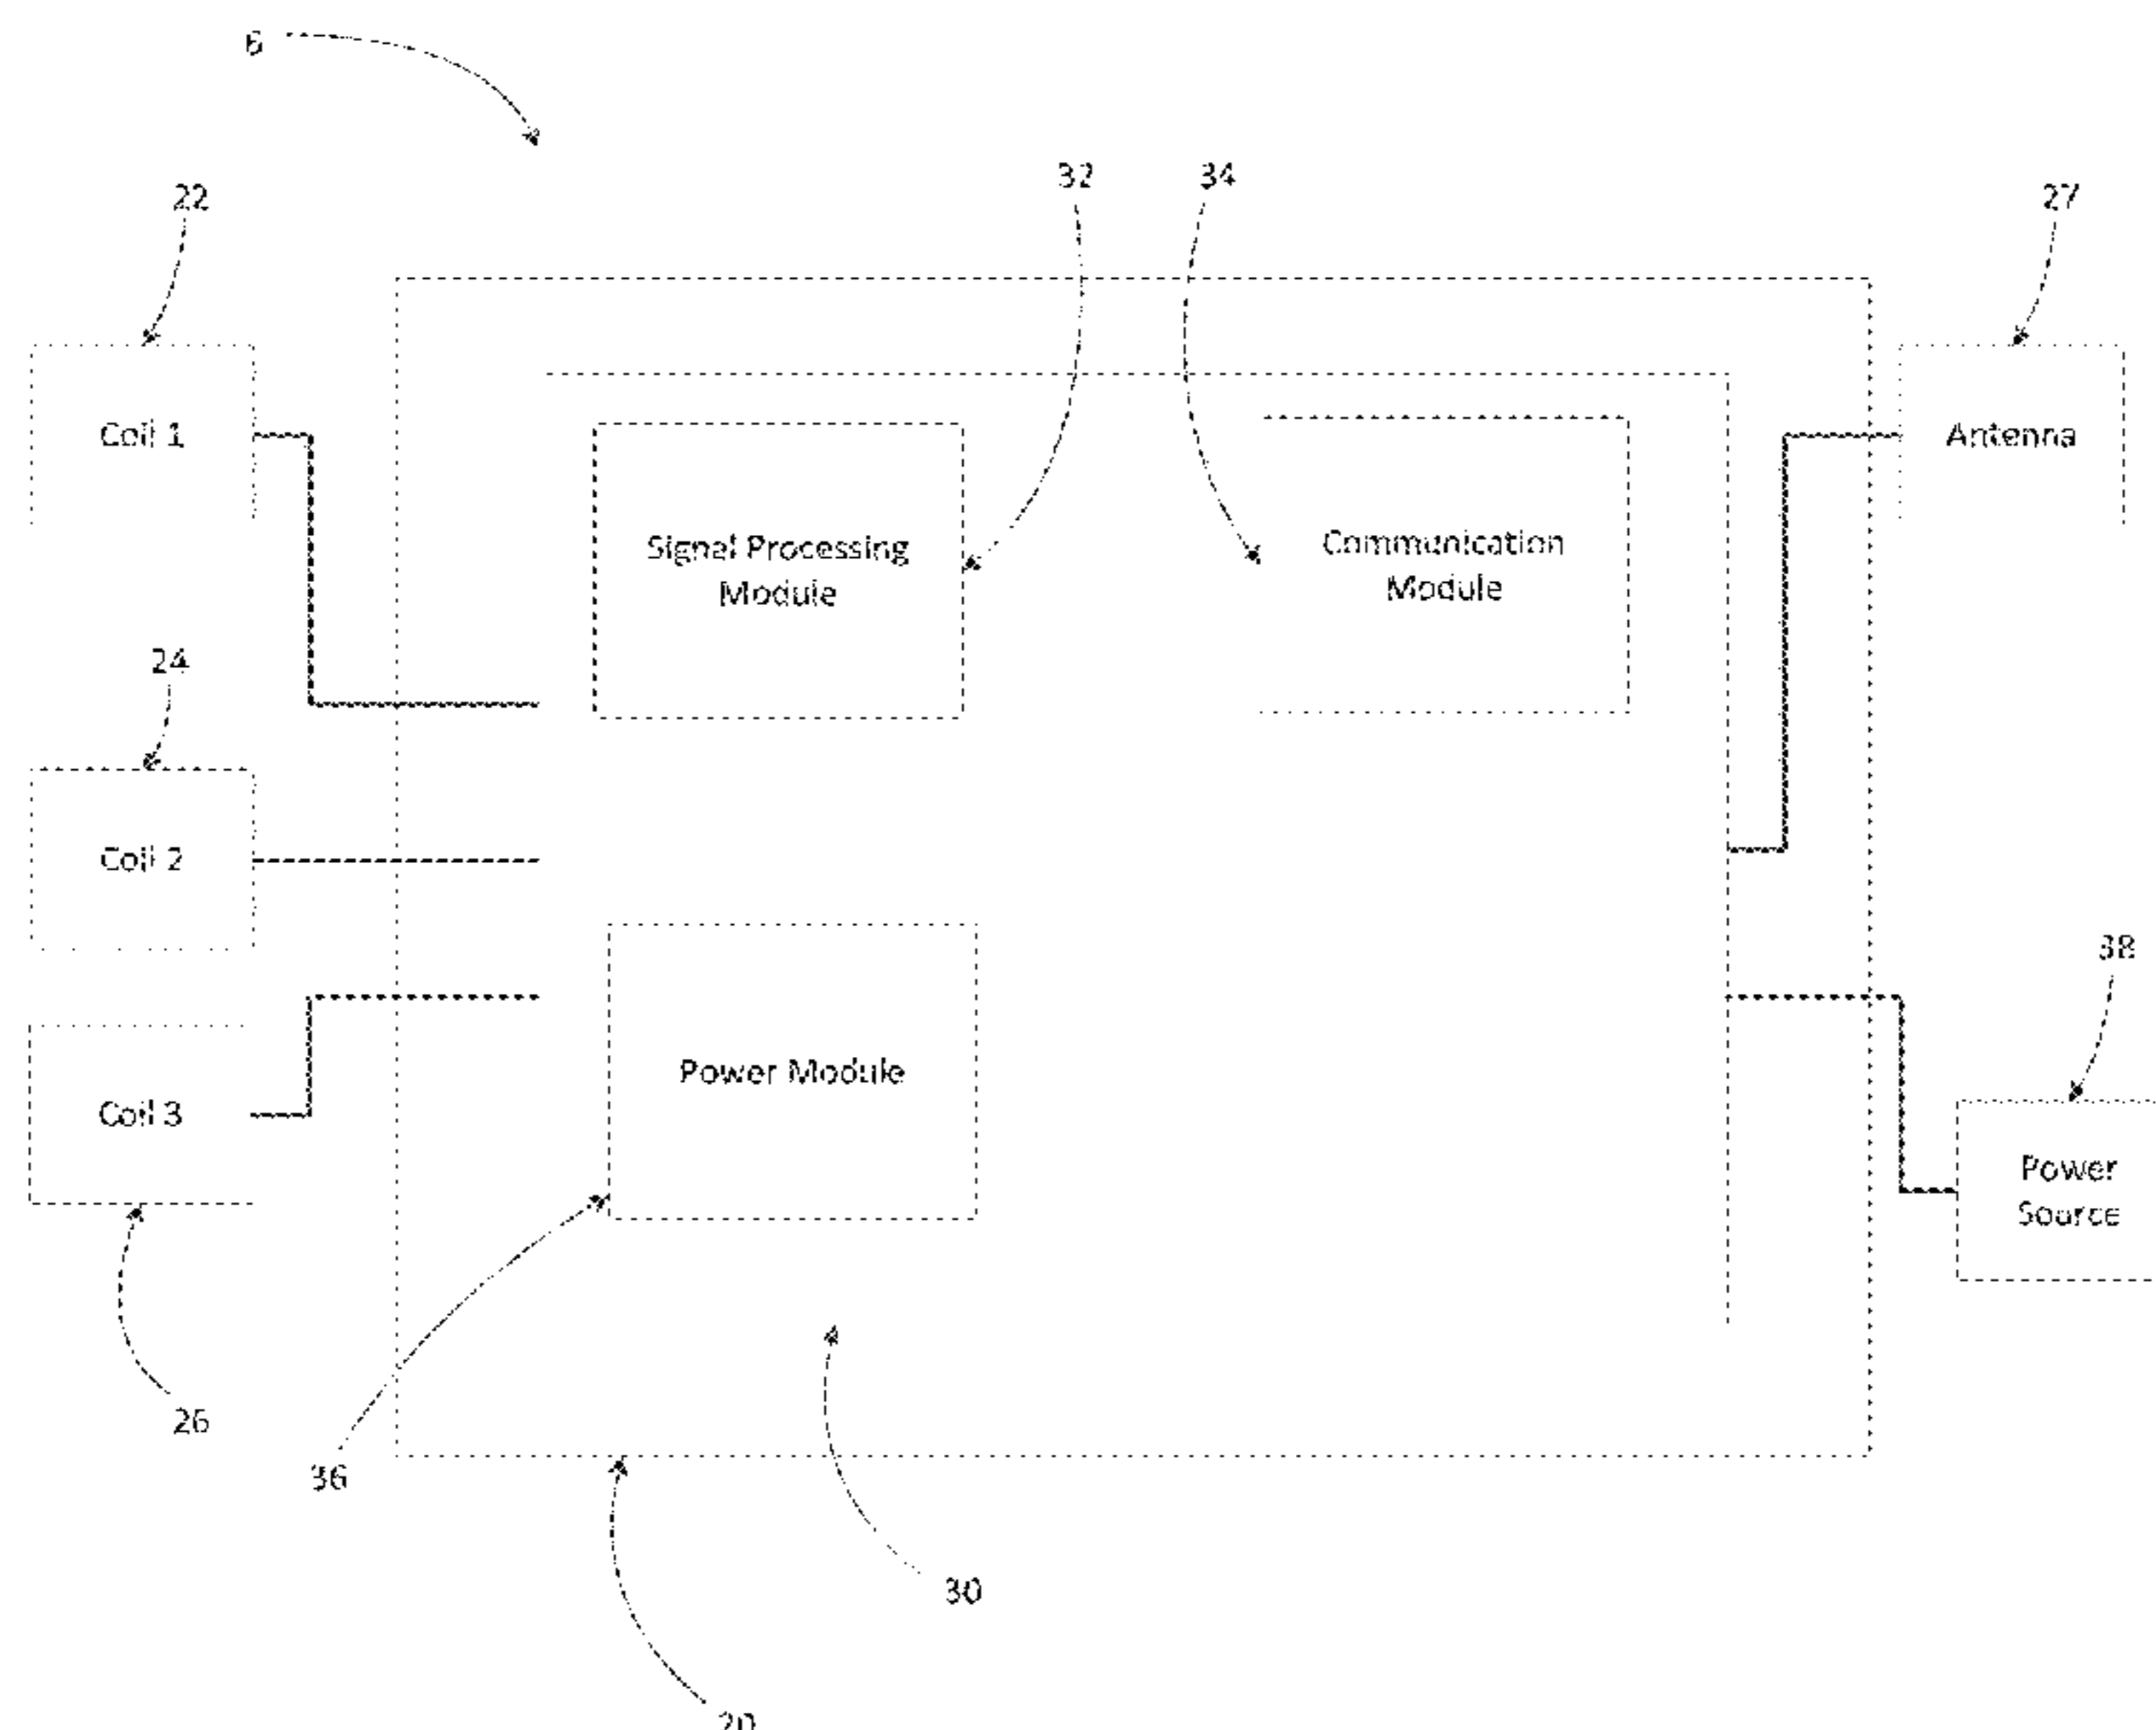 6
22
32
34
27
Coil 1
Antenna
Signal Processing
Module
Communication
Module
24
Coil 2
38
Power Module
Coil 3
Power
Source
26
36
30
20